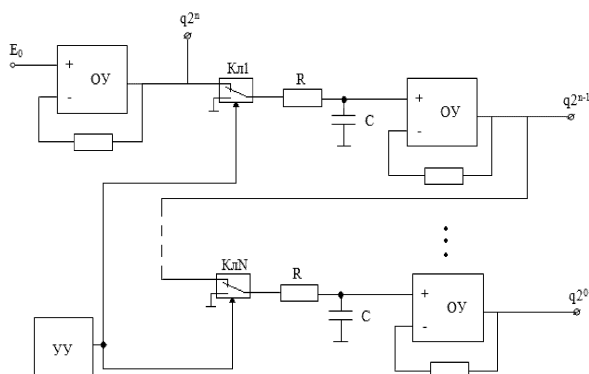 q2ⁿ
E₀
+
ОУ
-
Кл1
R
C
+
ОУ
-
q2ⁿ⁻¹
КлN
R
C
+
ОУ
-
q2⁰
УУ